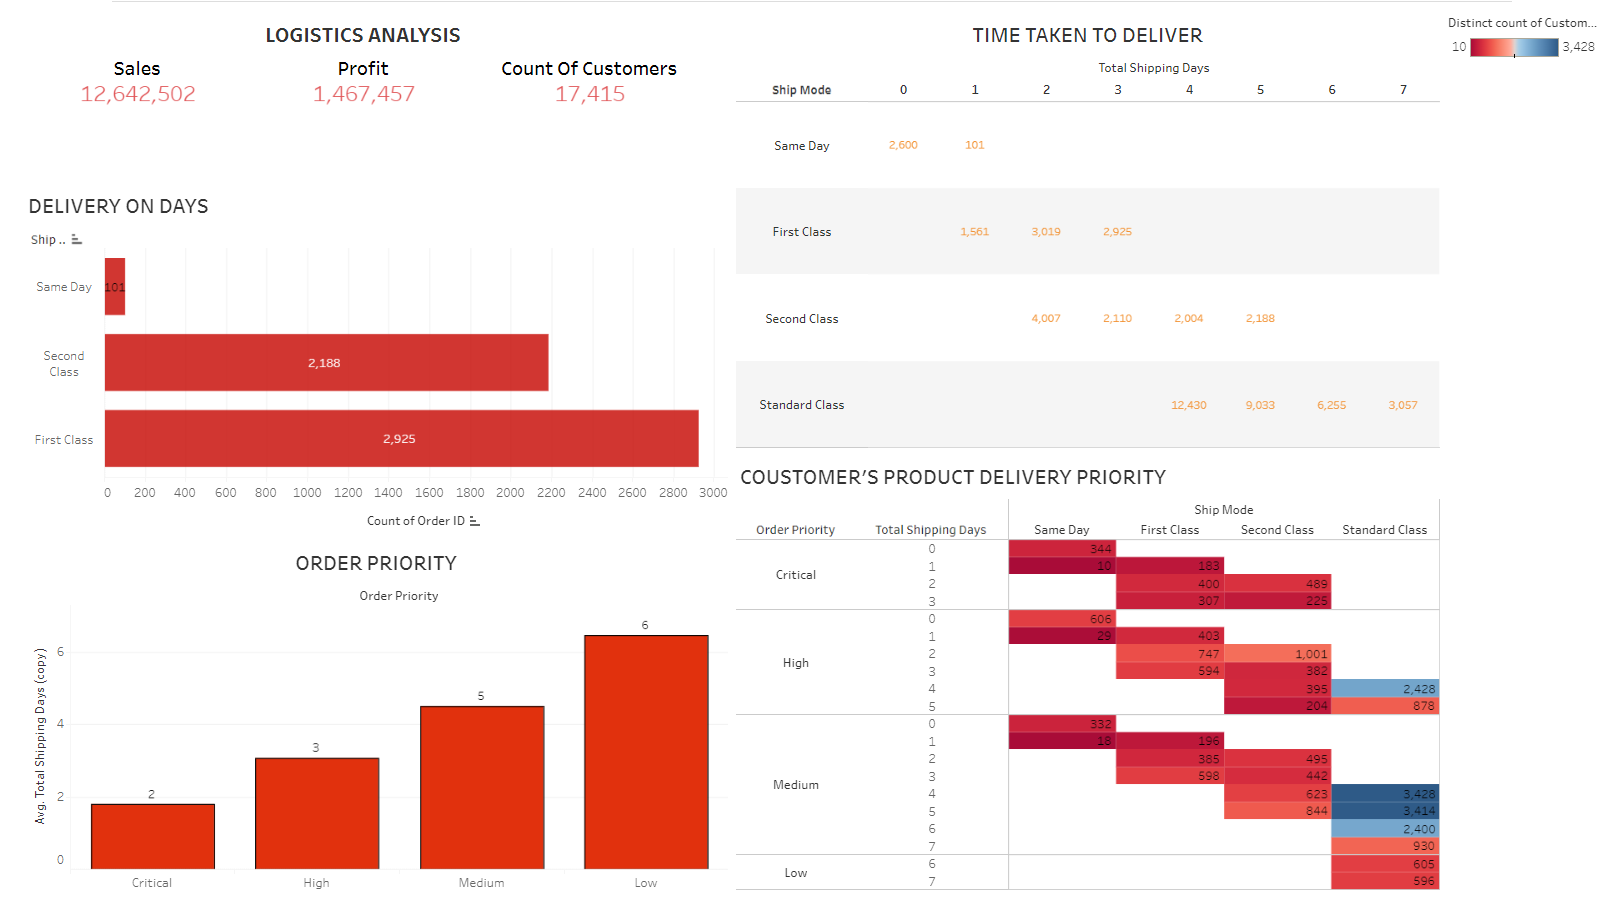 LOGISTICS ANALYSIS
Sales Profit Count Of Customers
12,642,502 1,467,457 17,415
DELIVERY ON DAYS
Ship ..
Same Day 101
Second Class 2,188
First Class 2,925
0 200 400 600 800 1000 1200 1400 1600 1800 2000 2200 2400 2600 2800 3000
Count of Order ID
ORDER PRIORITY
Order Priority
Avg. Total Shipping Days (copy)
6
4
2
0
2 3 5 6
Critical High Medium Low
TIME TAKEN TO DELIVER
Total Shipping Days
Ship Mode 0 1 2 3 4 5 6 7
Same Day 2,600 101
First Class 1,561 3,019 2,925
Second Class 4,007 2,110 2,004 2,188
Standard Class 12,430 9,033 6,255 3,057
COUSTOMER’S PRODUCT DELIVERY PRIORITY
Ship Mode
Order Priority Total Shipping Days Same Day First Class Second Class Standard Class
Critical
0 344
1 10 183
2 400 489
3 307 225
High
0 606
1 29 403
2 747 1,001
3 594 382
4 395 2,428
5 204 878
Medium
0 332
1 18 196
2 385 495
3 598 442
4 623 3,428
5 844 3,414
6 2,400
7 930
Low
6 605
7 596
Distinct count of Custom...
10 3,428